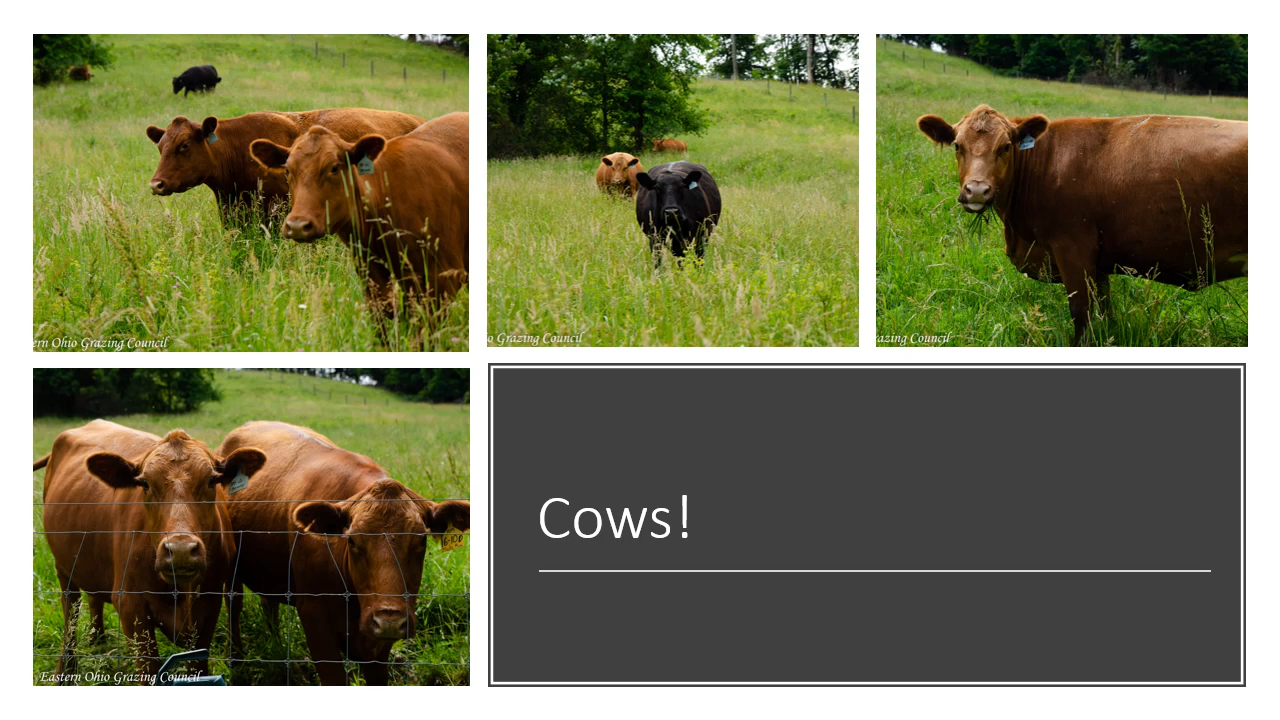 ern Ohio Grazing Council
o Grazing Council
azing Council
Eastern Ohio Grazing Council
Cows!